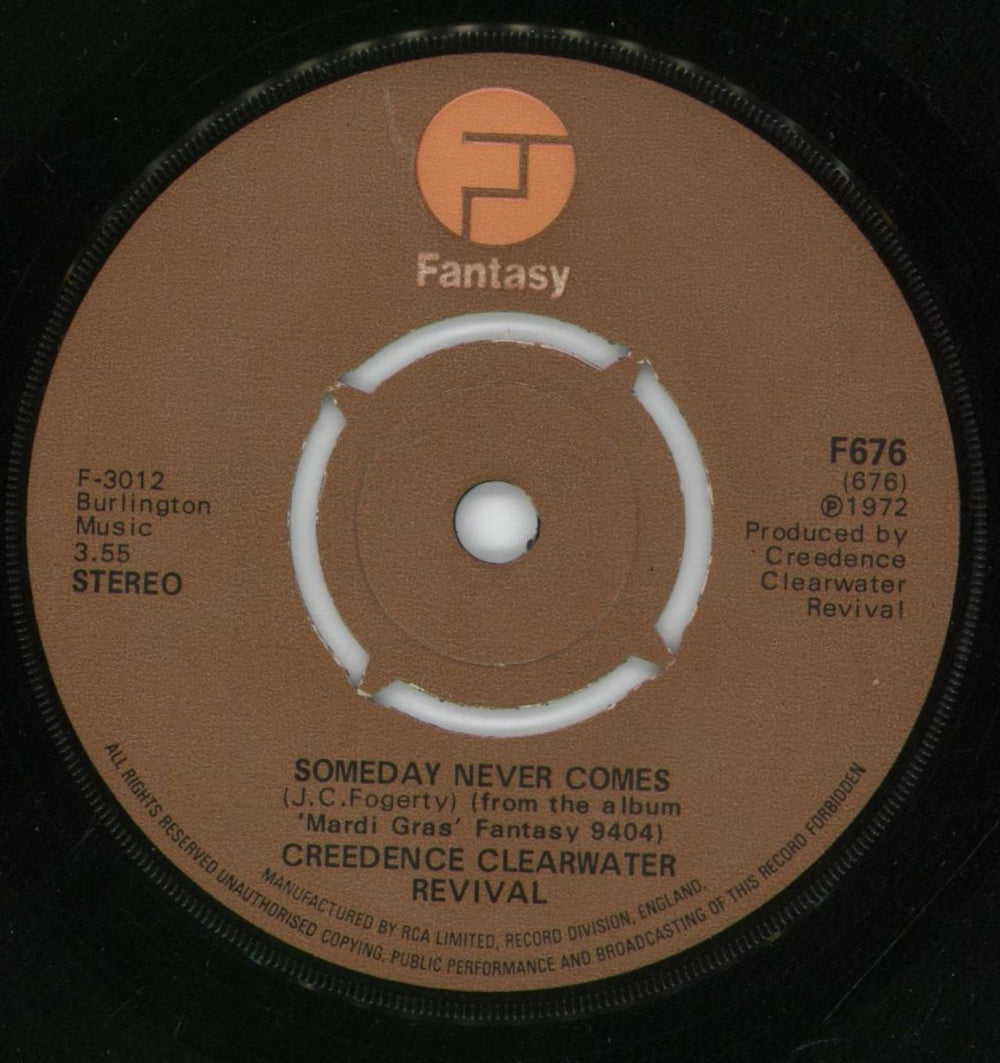 Fantasy
F-3012
Burlington
Music
3.55
STEREO
F676
(676)
℗1972
Produced by
Creedence
Clearwater
Revival
SOMEDAY NEVER COMES
(J.C.Fogerty) (from the album
'Mardi Gras' Fantasy 9404)
CREEDENCE CLEARWATER
REVIVAL
MANUFACTURED BY RCA LIMITED, RECORD DIVISION, ENGLAND.
ALL RIGHTS RESERVED UNAUTHORISED COPYING, PUBLIC PERFORMANCE AND BROADCASTING OF THIS RECORD FORBIDDEN